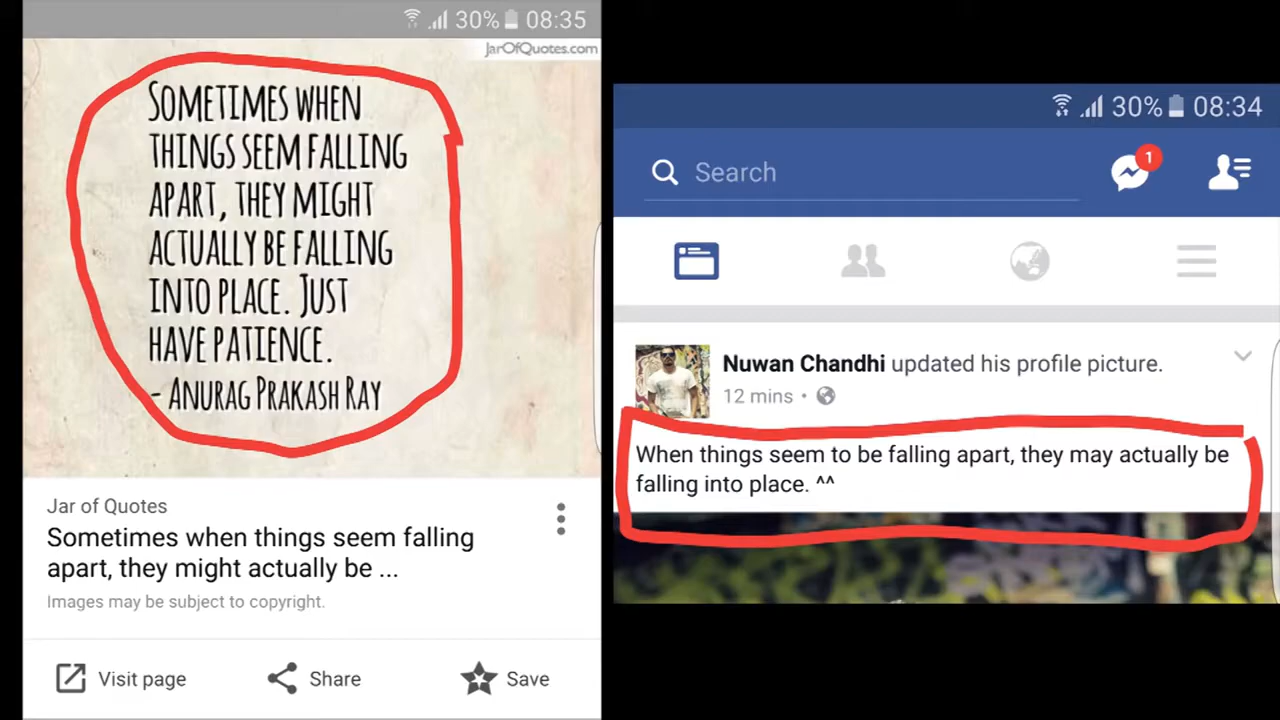 30% 08:35
JarOfQuotes.com
SOMETIMES WHEN
THINGS SEEM FALLING
APART, THEY MIGHT
ACTUALLY BE FALLING
INTO PLACE. JUST
HAVE PATIENCE.
- ANURAG PRAKASH RAY
Jar of Quotes
Sometimes when things seem falling
apart, they might actually be ...
Images may be subject to copyright.
Visit page
Share
Save
30% 08:34
Search
1
Nuwan Chandhi updated his profile picture.
12 mins •
When things seem to be falling apart, they may actually be
falling into place. ^^